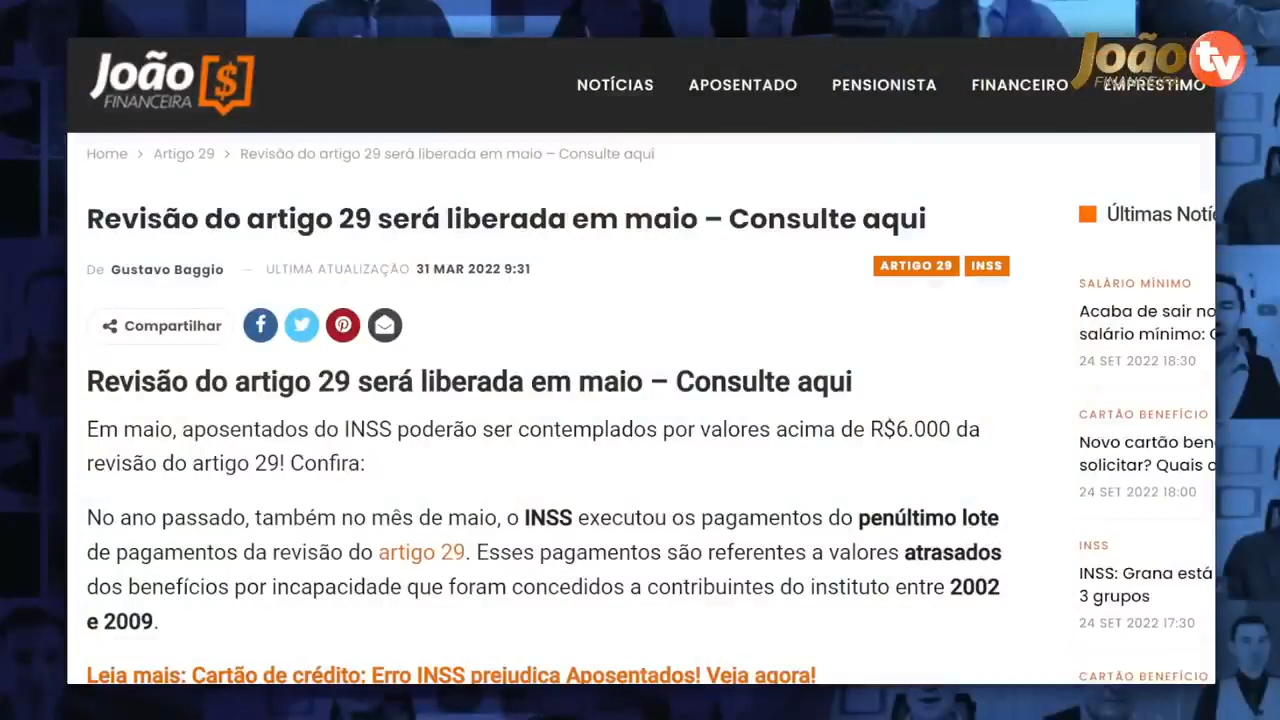 João
FINANCEIRA
$
NOTÍCIAS
APOSENTADO
PENSIONISTA
FINANCEIRO
EMPRÉSTIMO
João
tv
Home > Artigo 29 > Revisão do artigo 29 será liberada em maio – Consulte aqui
Revisão do artigo 29 será liberada em maio – Consulte aqui
De Gustavo Baggio — ULTIMA ATUALIZAÇÃO 31 MAR 2022 9:31
ARTIGO 29
INSS
Compartilhar
Revisão do artigo 29 será liberada em maio – Consulte aqui
Em maio, aposentados do INSS poderão ser contemplados por valores acima de R$6.000 da
revisão do artigo 29! Confira:
No ano passado, também no mês de maio, o INSS executou os pagamentos do penúltimo lote
de pagamentos da revisão do artigo 29. Esses pagamentos são referentes a valores atrasados
dos benefícios por incapacidade que foram concedidos a contribuintes do instituto entre 2002
e 2009.
Leia mais: Cartão de crédito: Erro INSS prejudica Aposentados! Veja agora!
Últimas Notí
SALÁRIO MÍNIMO
Acaba de sair no
salário mínimo:
24 SET 2022 18:30
CARTÃO BENEFÍCIO
Novo cartão ben
solicitar? Quais
24 SET 2022 18:00
INSS
INSS: Grana está
3 grupos
24 SET 2022 17:30
CARTÃO BENEFÍCIO